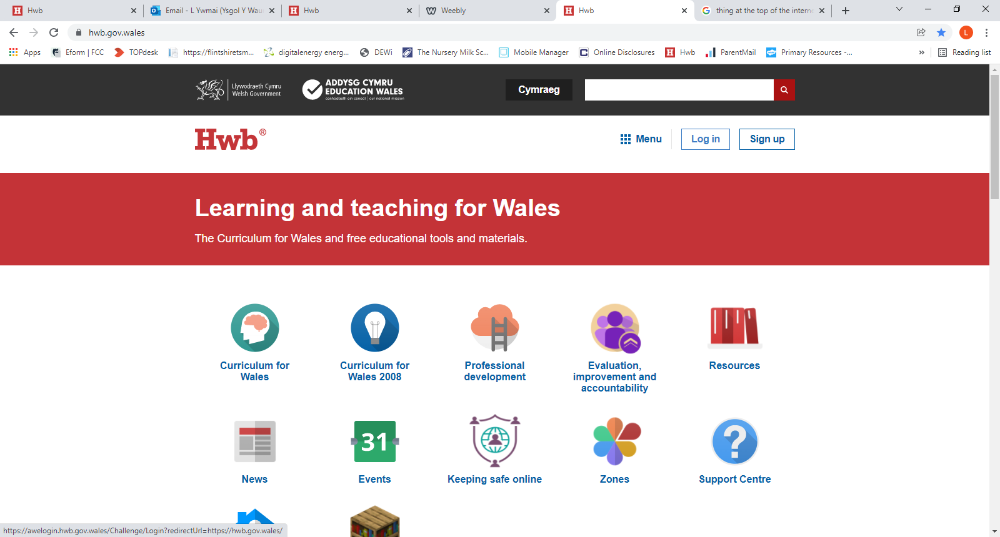 Hwb
Email - L Ywmai (Ysgol Y Wau
Hwb
Weebly
Hwb
thing at the top of the intern
hwb.gov.wales
L
Apps
Eform | FCC
TOPdesk
https://flintshiretsm...
digitalenergy energ...
DEWi
The Nursery Milk Sc...
Mobile Manager
Online Disclosures
Hwb
ParentMail
Primary Resources -...
»
Reading list
Llywodraeth Cymru
Welsh Government
ADDYSG CYMRU
EDUCATION WALES
cenhadaeth ein cenedl | our national mission
Cymraeg
Hwb®
Menu
Log in
Sign up
Learning and teaching for Wales
The Curriculum for Wales and free educational tools and materials.
Curriculum for
Wales
Curriculum for
Wales 2008
Professional
development
Evaluation,
improvement and
accountability
Resources
31
News
Events
Keeping safe online
Zones
Support Centre
https://awelogin.hwb.gov.wales/Challenge/Login?redirectUrl=https://hwb.gov.wales/